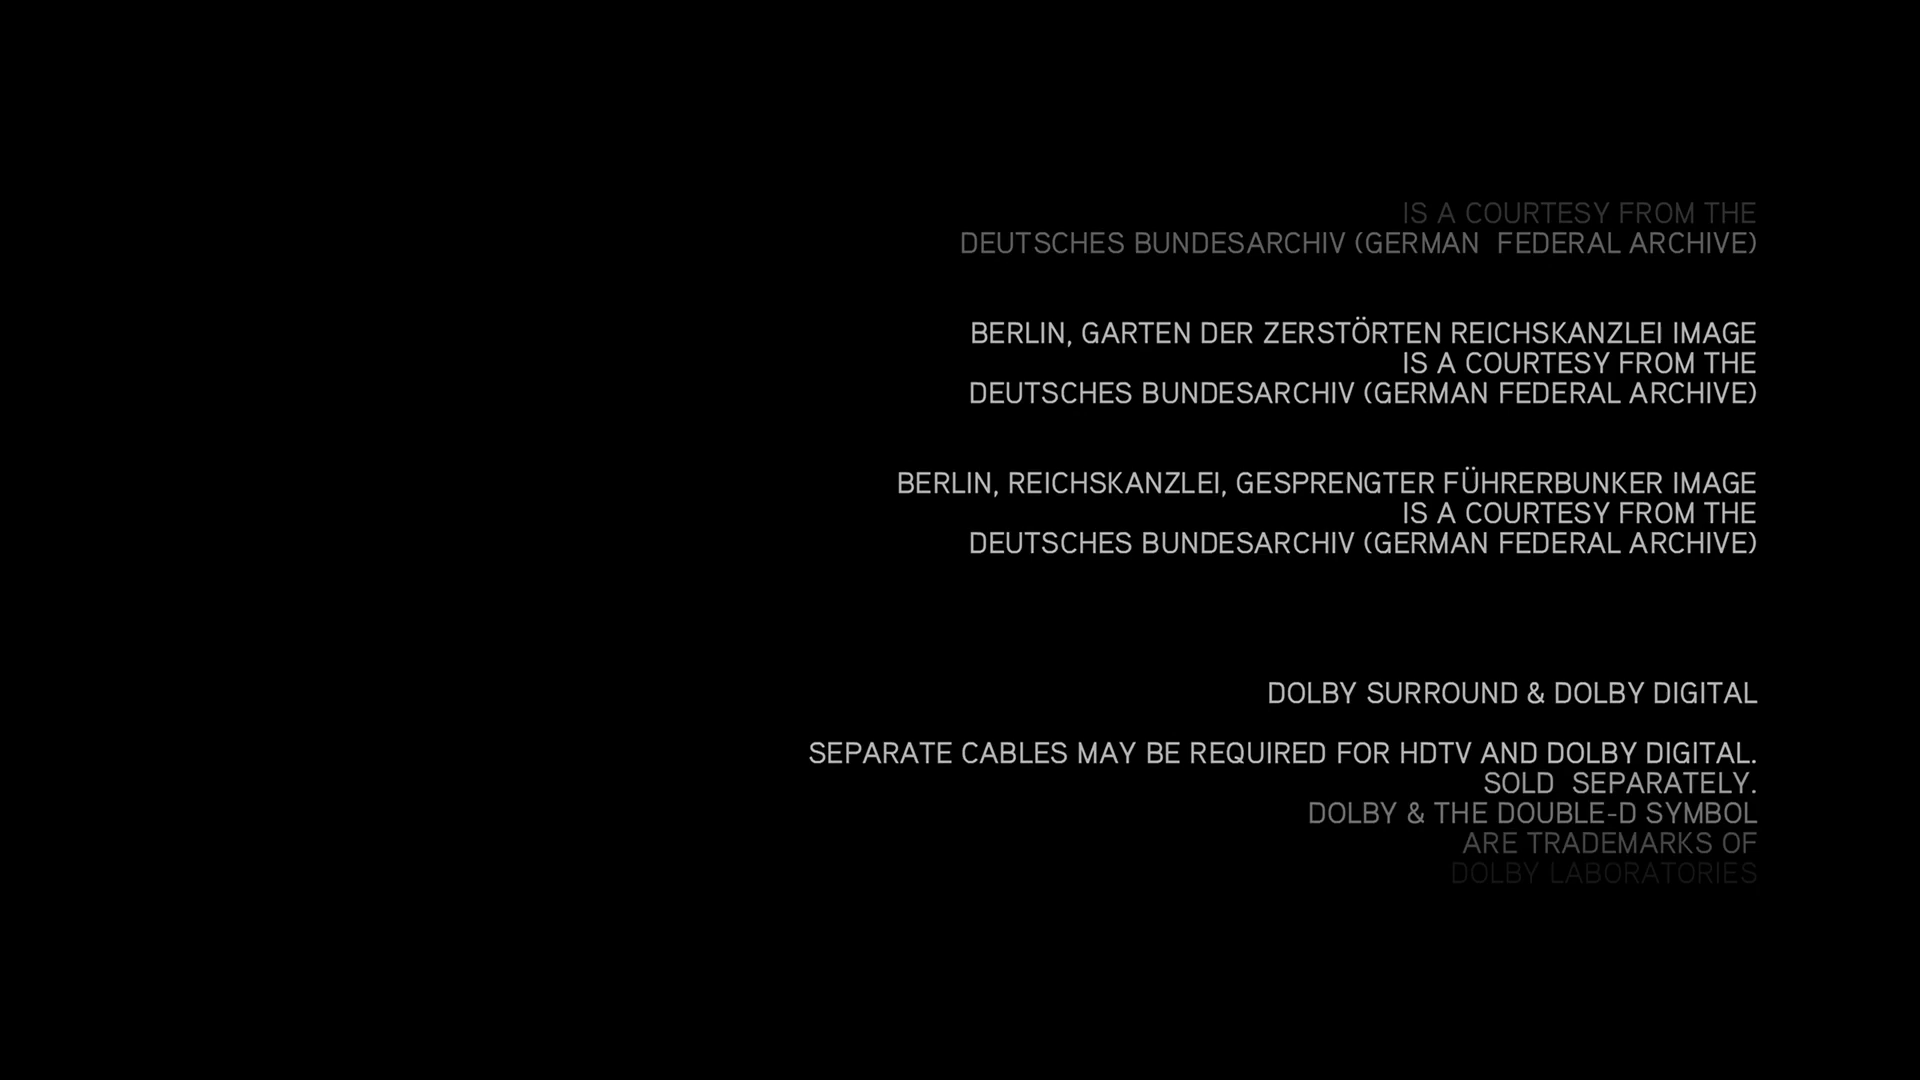 IS A COURTESY FROM THE
DEUTSCHES BUNDESARCHIV (GERMAN  FEDERAL ARCHIVE)
BERLIN, GARTEN DER ZERSTÖRTEN REICHSKANZLEI IMAGE
IS A COURTESY FROM THE
DEUTSCHES BUNDESARCHIV (GERMAN FEDERAL ARCHIVE)
BERLIN, REICHSKANZLEI, GESPRENGTER FÜHRERBUNKER IMAGE
IS A COURTESY FROM THE
DEUTSCHES BUNDESARCHIV (GERMAN FEDERAL ARCHIVE)
DOLBY SURROUND & DOLBY DIGITAL
SEPARATE CABLES MAY BE REQUIRED FOR HDTV AND DOLBY DIGITAL.
SOLD  SEPARATELY.
DOLBY & THE DOUBLE-D SYMBOL
ARE TRADEMARKS OF
DOLBY LABORATORIES